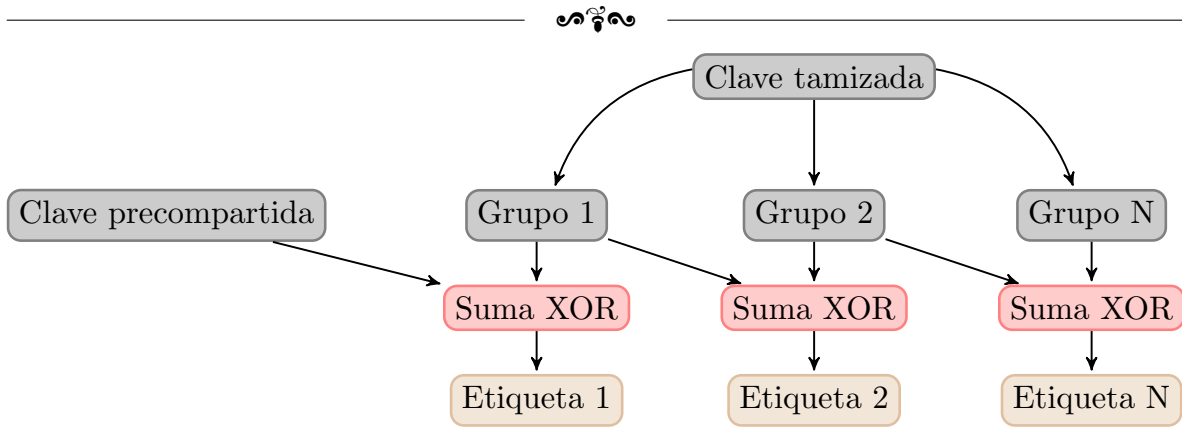 Clave tamizada
Clave precompartida Grupo 1 Grupo 2 Grupo N
Suma XOR Suma XOR Suma XOR
Etiqueta 1 Etiqueta 2 Etiqueta N